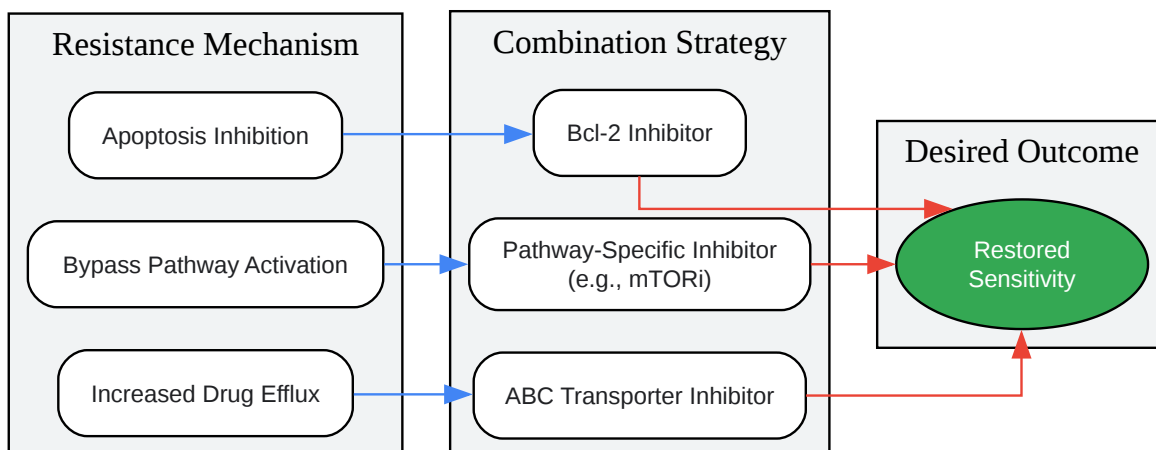 Resistance Mechanism
Apoptosis Inhibition
Bypass Pathway Activation
Increased Drug Efflux
Combination Strategy
Bcl-2 Inhibitor
Pathway-Specific Inhibitor
(e.g., mTORi)
ABC Transporter Inhibitor
Desired Outcome
Restored
Sensitivity